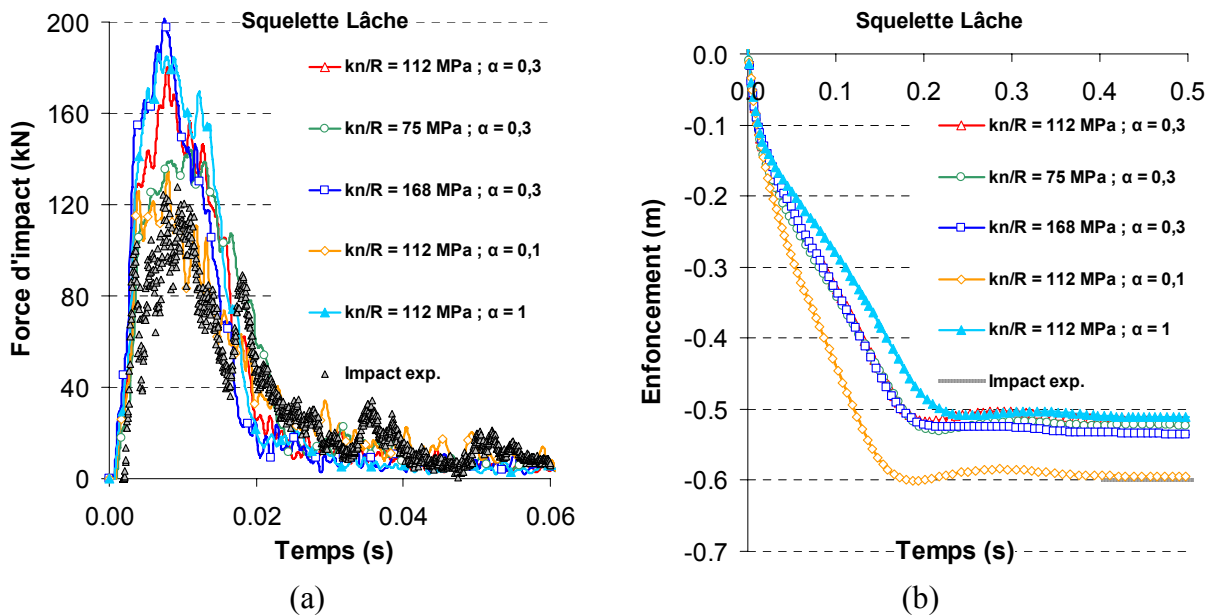 Squelette Lâche
Force d'impact (kN)
200
160
120
80
40
0
kn/R = 112 MPa ; α = 0,3
kn/R = 75 MPa ; α = 0,3
kn/R = 168 MPa ; α = 0,3
kn/R = 112 MPa ; α = 0,1
kn/R = 112 MPa ; α = 1
Impact exp.
0.00 0.02 0.04 0.06
Temps (s)
(a)
Squelette Lâche
Enfoncement (m)
0.0
-0.1
-0.2
-0.3
-0.4
-0.5
-0.6
-0.7
0.0 0.1 0.2 0.3 0.4 0.5
kn/R = 112 MPa ; α = 0,3
kn/R = 75 MPa ; α = 0,3
kn/R = 168 MPa ; α = 0,3
kn/R = 112 MPa ; α = 0,1
kn/R = 112 MPa ; α = 1
Impact exp.
Temps (s)
(b)